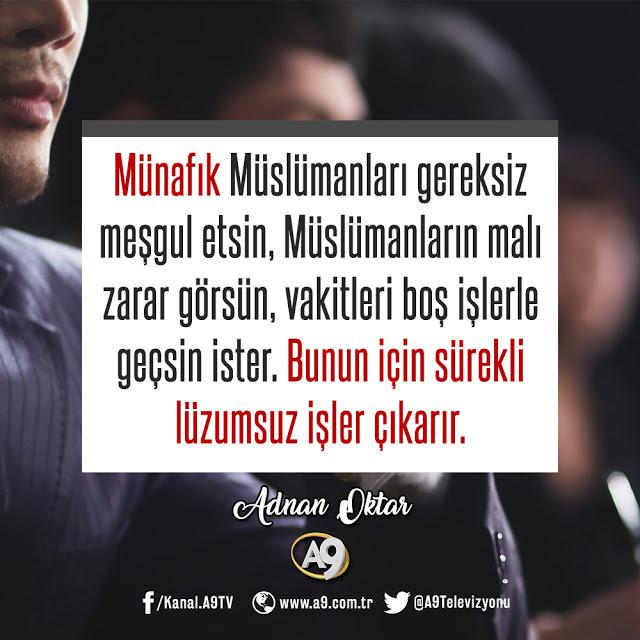 Münafık Müslümanları gereksiz
meşgul etsin, Müslümanların malı
zarar görsün, vakitleri boş işlerle
geçsin ister. Bunun için sürekli
lüzumsuz işler çıkarır.
Adnan Oktar
A9
/Kanal.A9TV www.a9.com.tr @A9Televizyonu